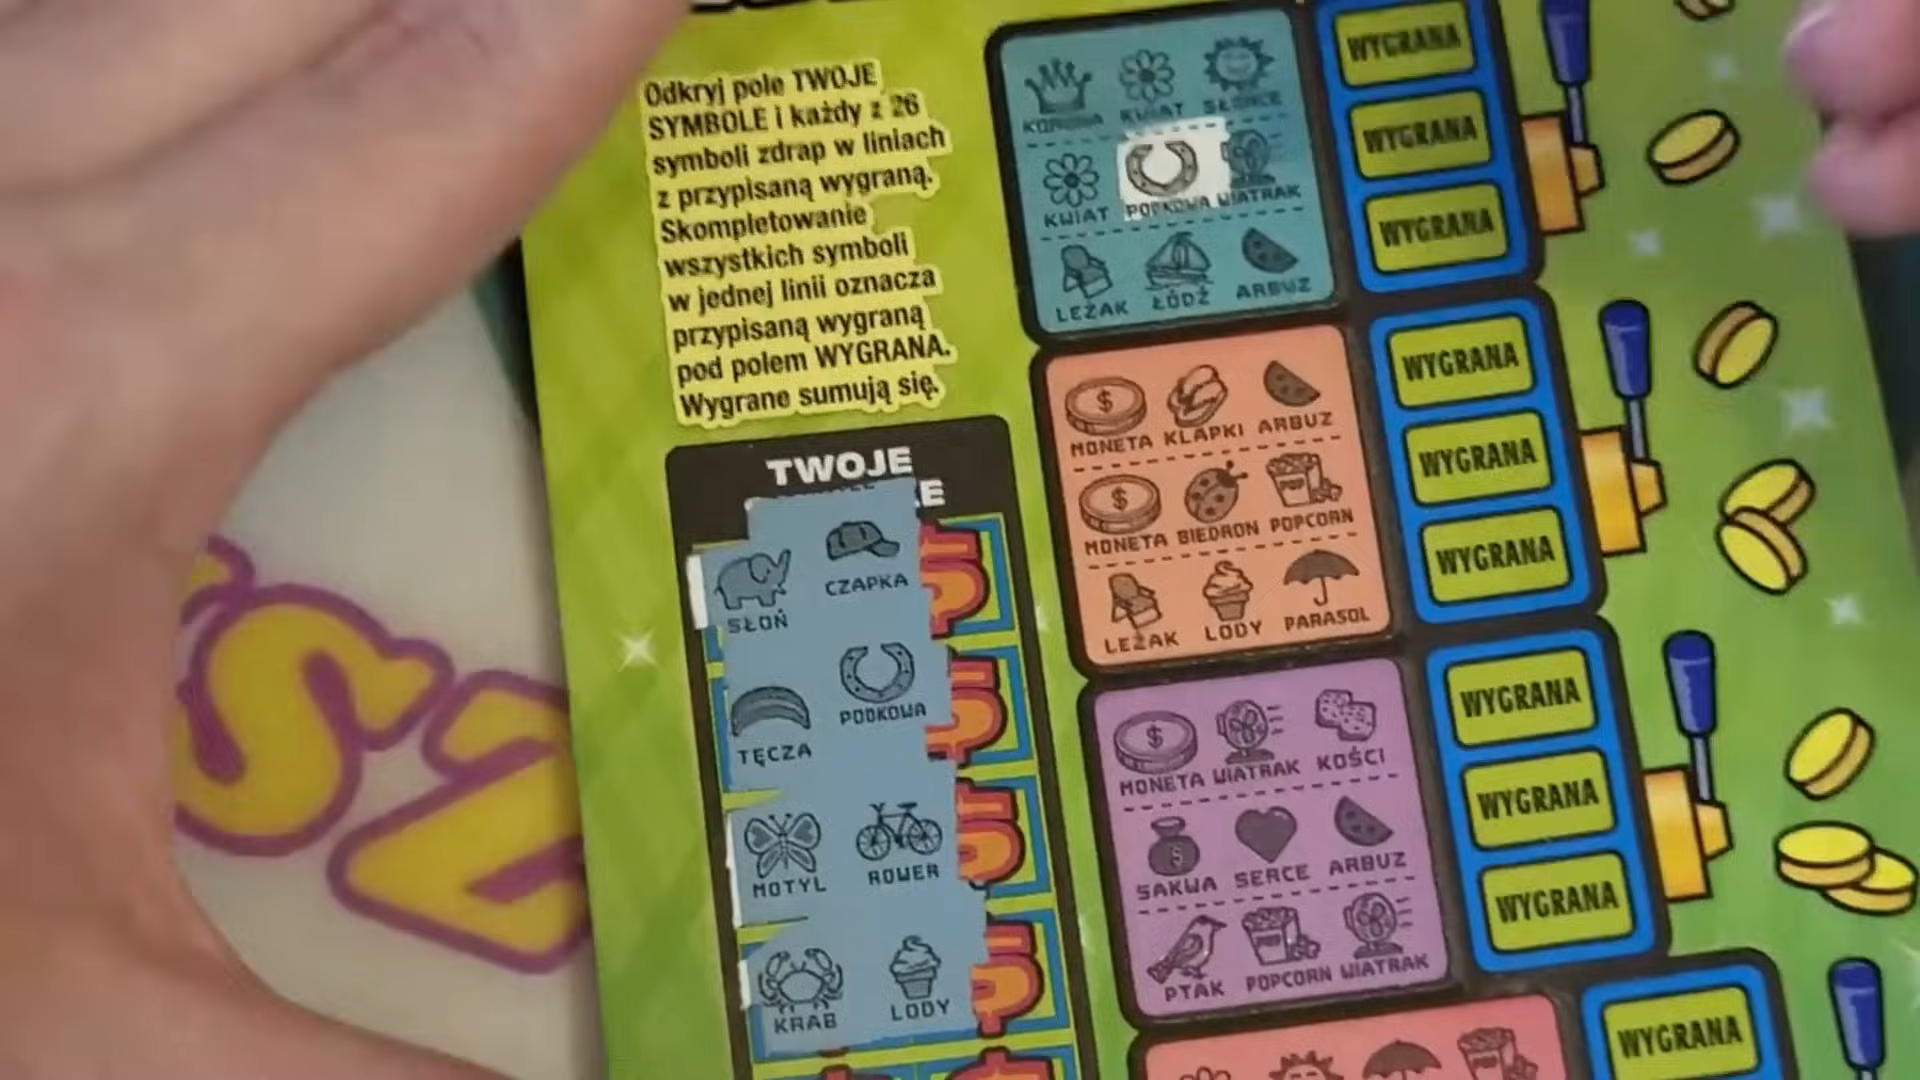 Odkryj pole TWOJE
SYMBOLE i każdy z 26
symboli zdrap w liniach
z przypisaną wygraną.
Skompletowanie
wszystkich symboli
w jednej linii oznacza
przypisaną wygraną
pod polem WYGRANA.
Wygrane sumują się.
TWOJE
SŁOŃ CZAPKA
TĘCZA PODKOWA
MOTYL ROWER
KRAB LODY
KORONA KWIAT SŁOŃCE
WYGRANA
KWIAT PODKOWA WIATRAK
WYGRANA
LEŻAK ŁÓDŹ ARBUZ
WYGRANA
MONETA KLAPKI ARBUZ
WYGRANA
MONETA BIEDRON POPCORN
WYGRANA
LEŻAK LODY PARASOL
WYGRANA
MONETA WIATRAK KOŚCI
WYGRANA
SAKWA SERCE ARBUZ
WYGRANA
PTAK POPCORN WIATRAK
WYGRANA
WYGRANA